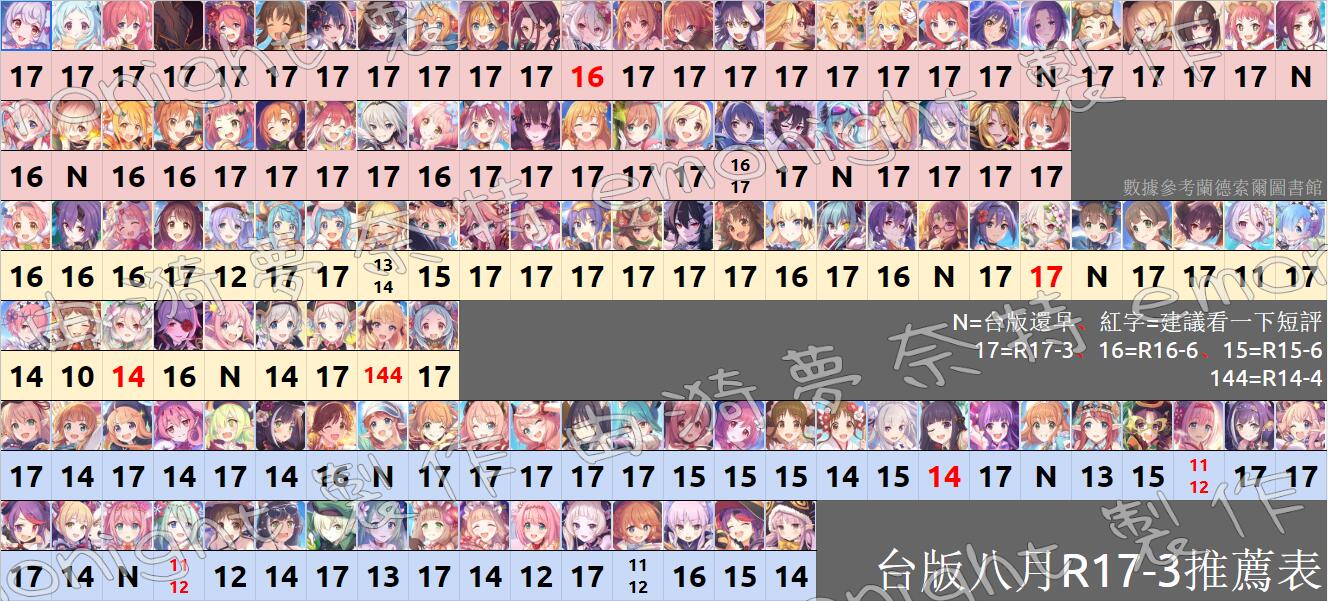 17 17 17 17 17 17 17 17 17 17 17 16 17 17 17 17 17 17 17 17 N 17 17 17 17 N
16 N 16 16 17 17 17 17 16 17 17 17 17 17 16 17 17 N 17 17 17 17
數據參考蘭德索爾圖書館
16 16 16 17 12 17 17 13 14 15 17 17 17 17 17 17 16 17 16 N 17 17 N 17 17 11 17
14 10 14 16 N 14 17 144 17
N=台版還早、紅字=建議看一下短評
17=R17-3、16=R16-6、15=R15-6
144=R14-4
17 14 17 14 17 14 16 N 17 17 17 17 17 15 15 15 14 15 14 17 N 13 15 11 12 17 17
17 14 N 11 12 12 14 17 13 17 14 12 17 11 12 16 15 14
台版八月R17-3推薦表
由漪夢奈特 emonight 製作